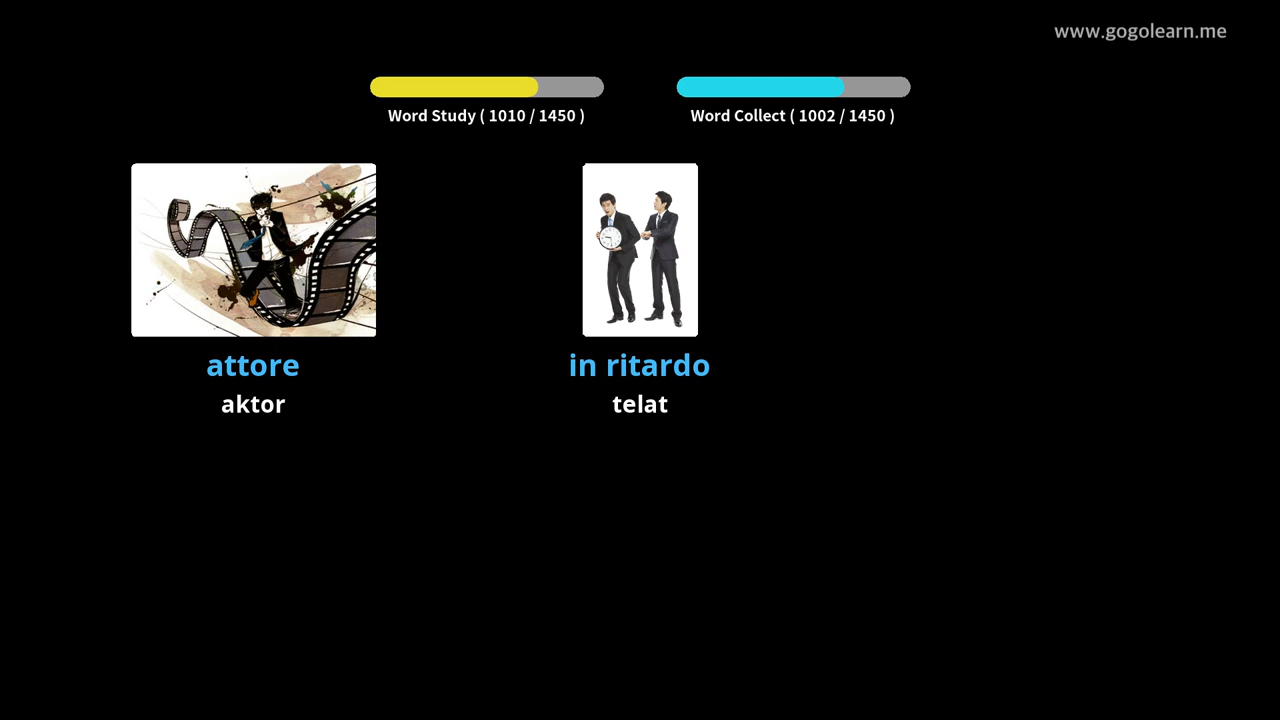 www.gogolearn.me
Word Study ( 1010 / 1450 )
Word Collect ( 1002 / 1450 )
attore
aktor
in ritardo
telat